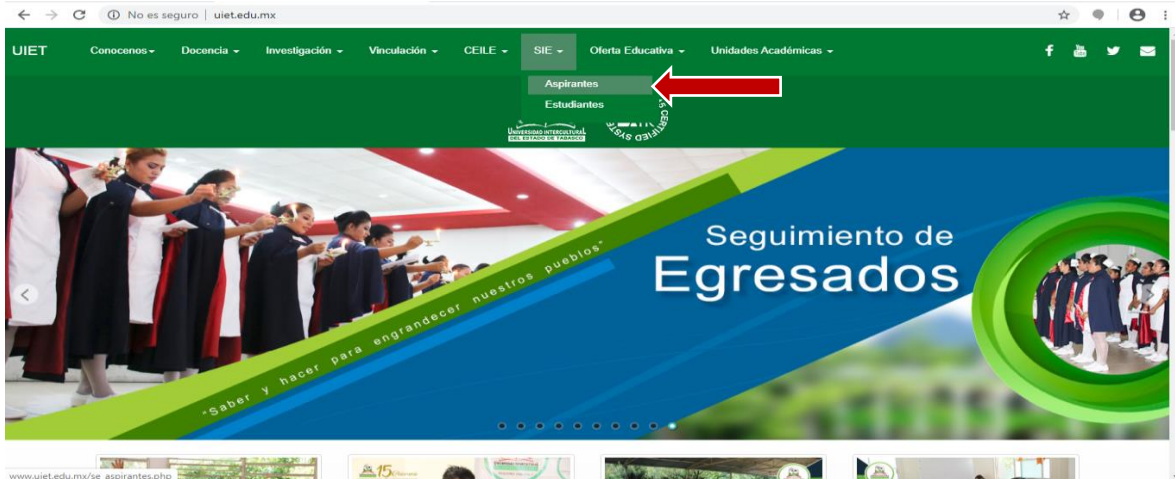 No es seguro | uiet.edu.mx
UIET Conocenos Docencia Investigación Vinculación CEILE SIE Oferta Educativa Unidades Académicas
Aspirantes
Estudiantes
UNIVERSIDAD INTERCULTURAL
DEL ESTADO DE TABASCO
Seguimiento de
Egresados
"Saber y hacer para engrandecer nuestros pueblos"
15
www.uiet.edu.mx/se_aspirantes.php